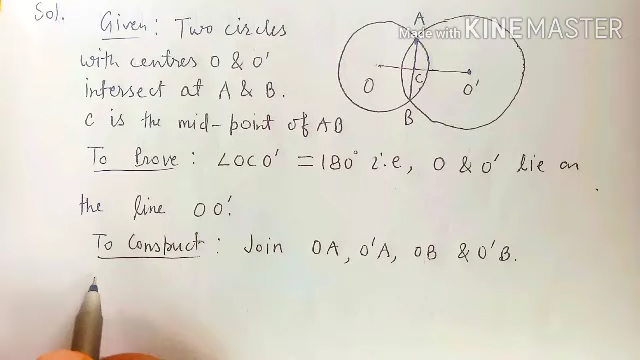 Sol.
Given: Two circles
with centres O & O'
intersect at A & B.
C is the mid-point of AB
To Prove: ∠OCO' = 180° i.e, O & O' lie on
the line OO'.
To Construct: Join OA, O'A, OB & O'B.
A
O
C
O'
B
Made with KINEMASTER